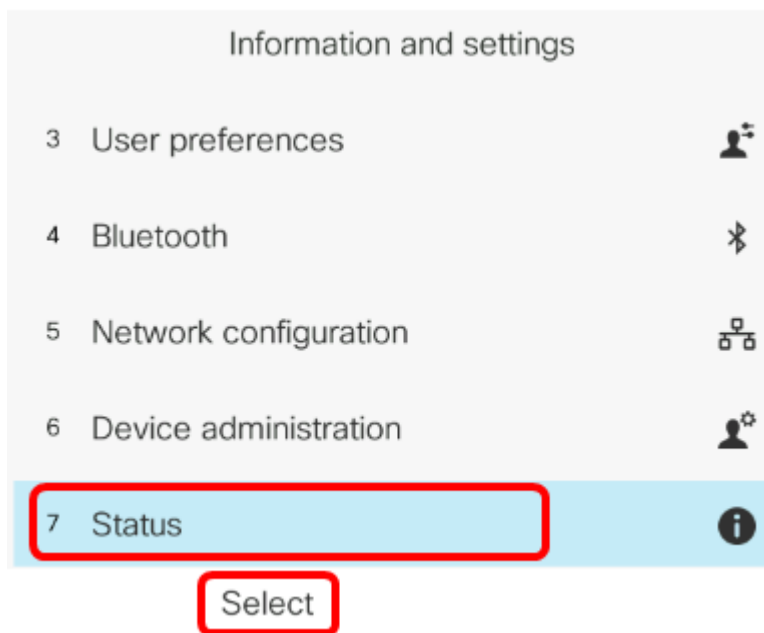 Information and settings
3 User preferences
4 Bluetooth
5 Network configuration
6 Device administration
7 Status
Select